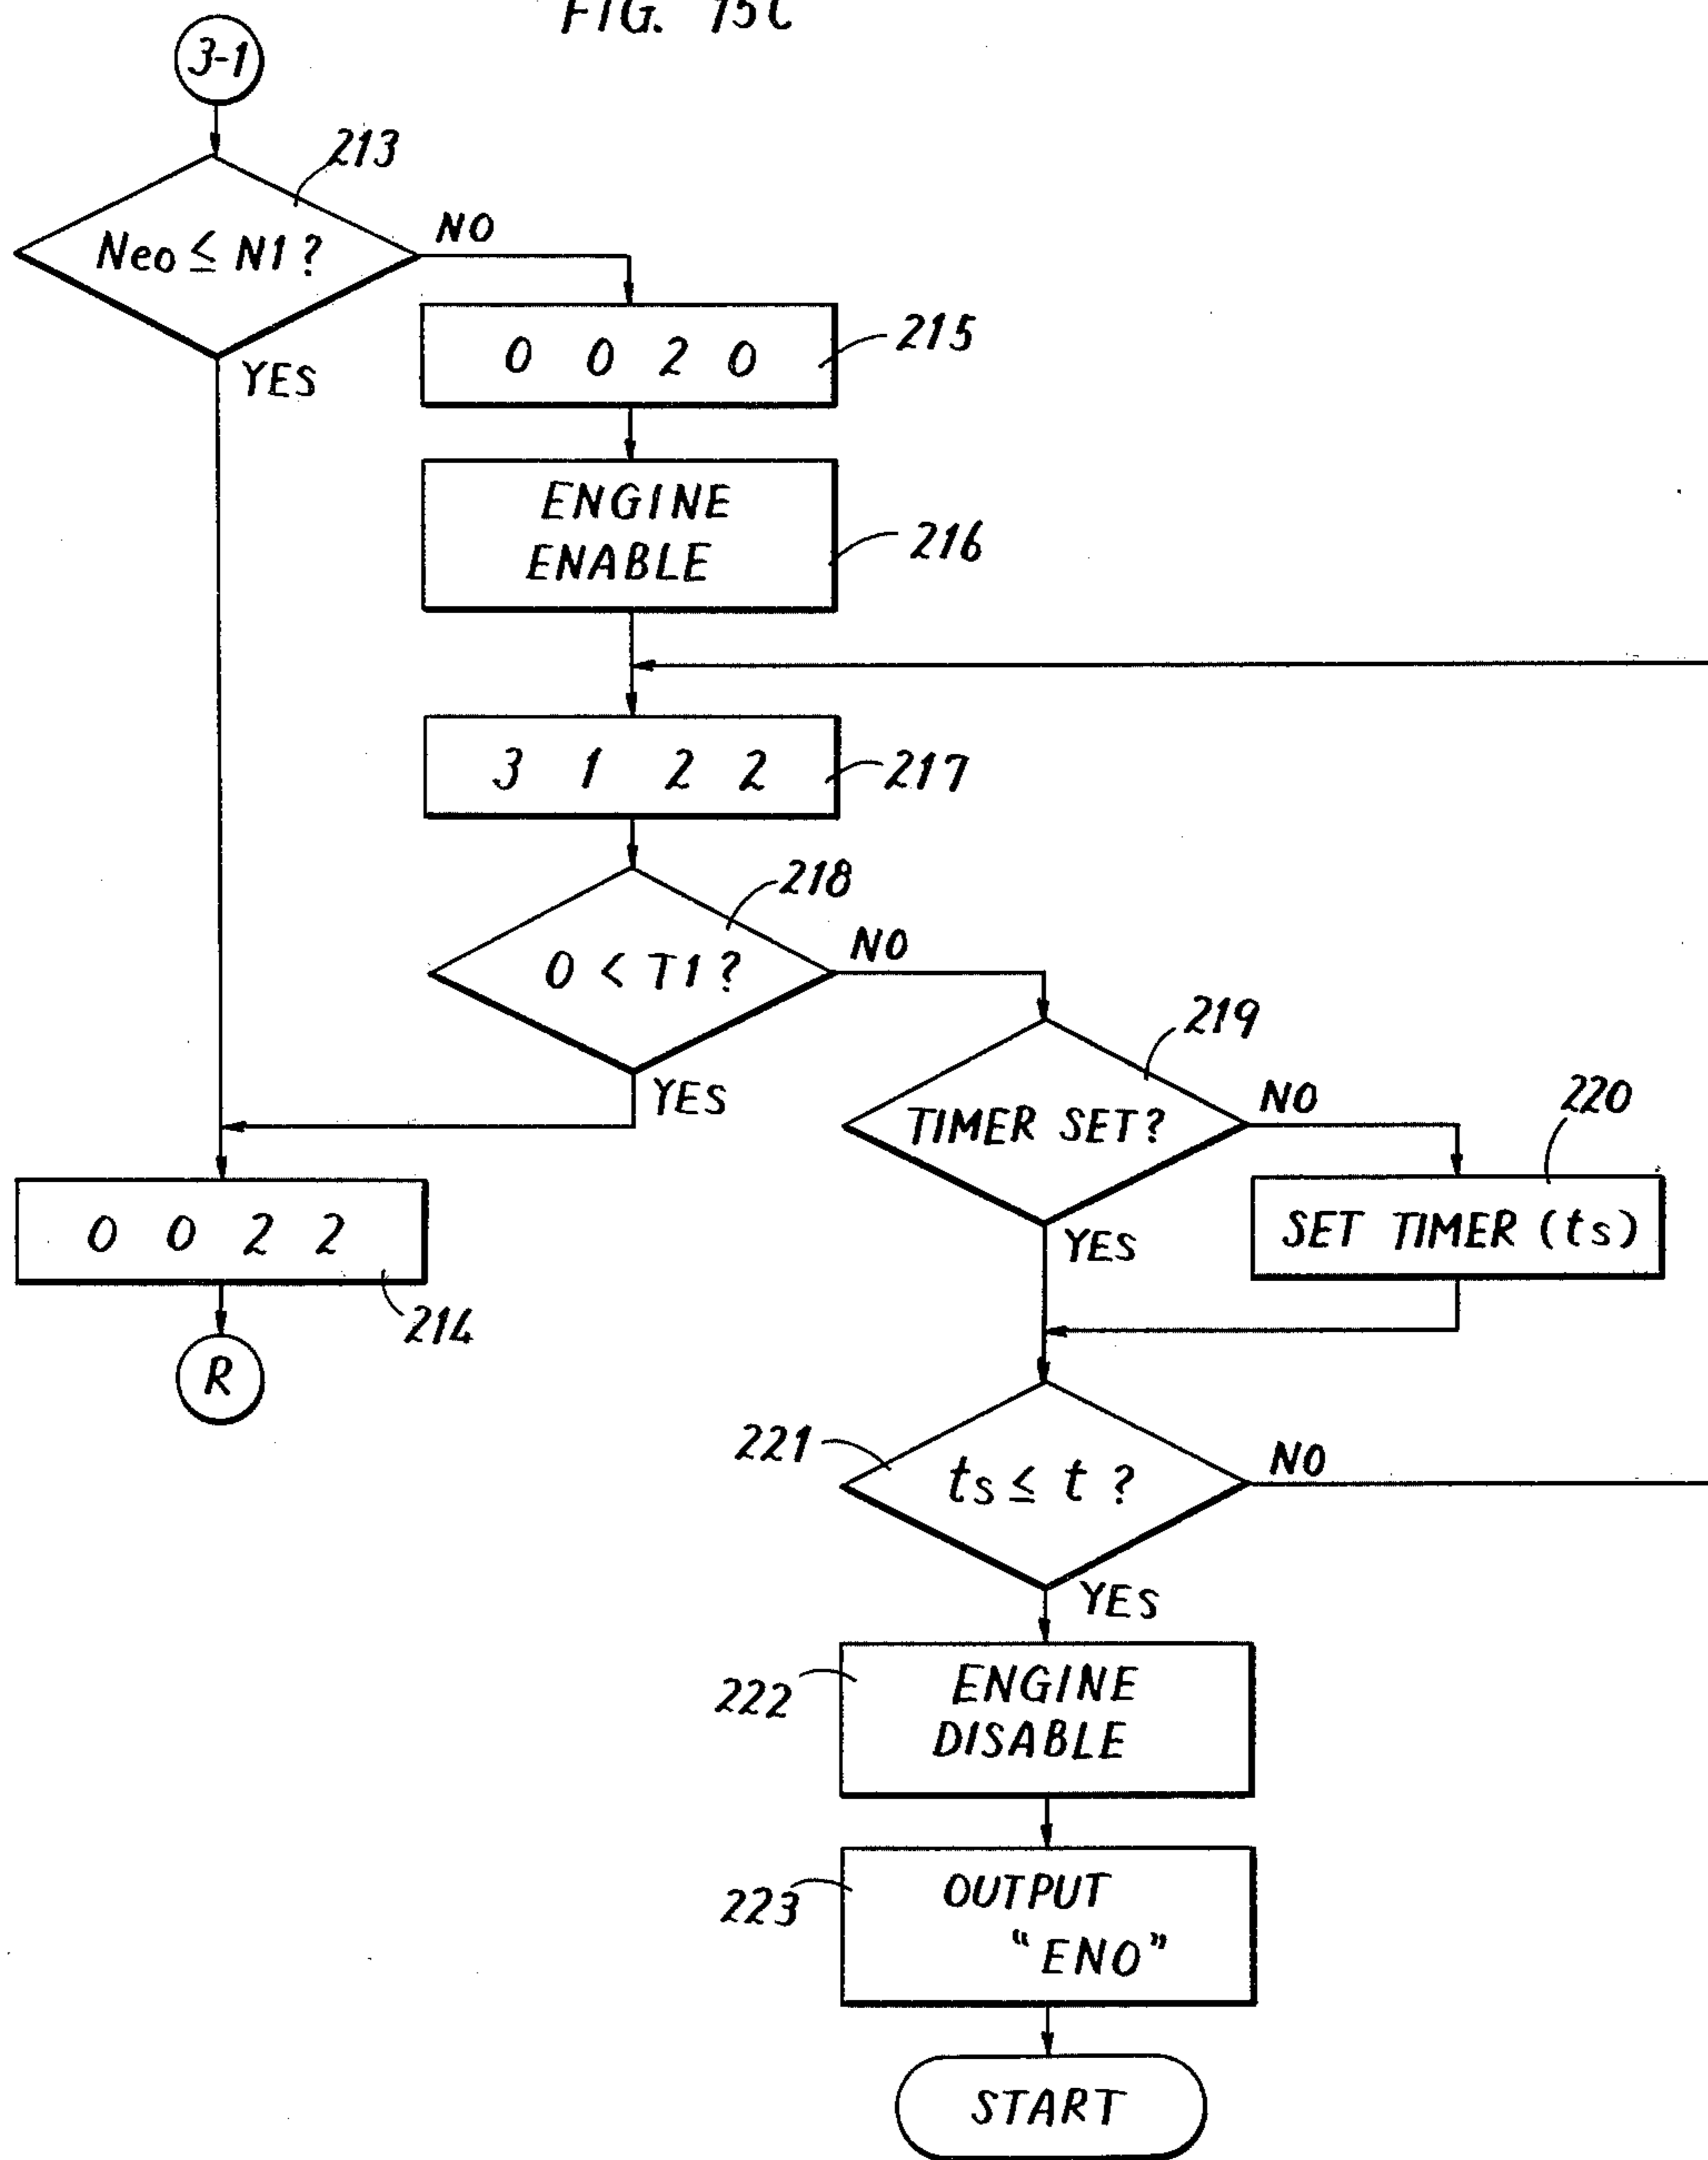 FIG. 15C
3-1
213
Neo ≤ N1?
NO
YES
0 0 2 0
215
ENGINE
ENABLE
216
3 1 2 2
217
218
0 < T1?
NO
YES
219
TIMER SET?
NO
YES
220
SET TIMER (ts)
0 0 2 2
214
R
221
ts ≤ t ?
NO
YES
222
ENGINE
DISABLE
223
OUTPUT
"ENO"
START